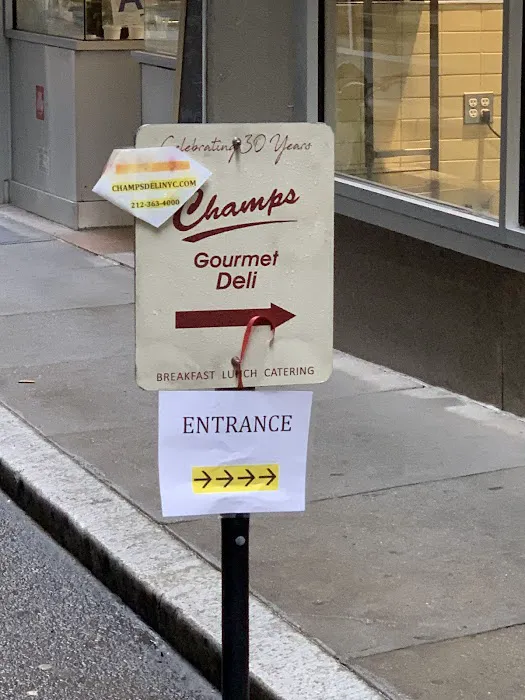 Celebrating 30 Years
CHAMPSDELINYC.COM
212-363-4000
Champs
Gourmet
Deli
BREAKFAST LUNCH CATERING
ENTRANCE